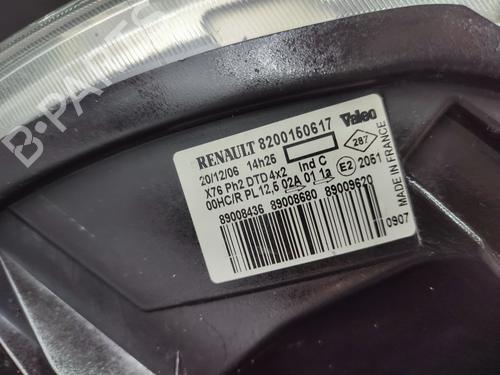 B-PARTS
RENAULT 8200150617 Valeo
20/12/06 14h25 287
X76 Ph2 DTD 4x2 Ind C
00HC/R PL12,5 02A 01 1a E2 2051
89008436 89008680 89009620 0907
MADE IN FRANCE